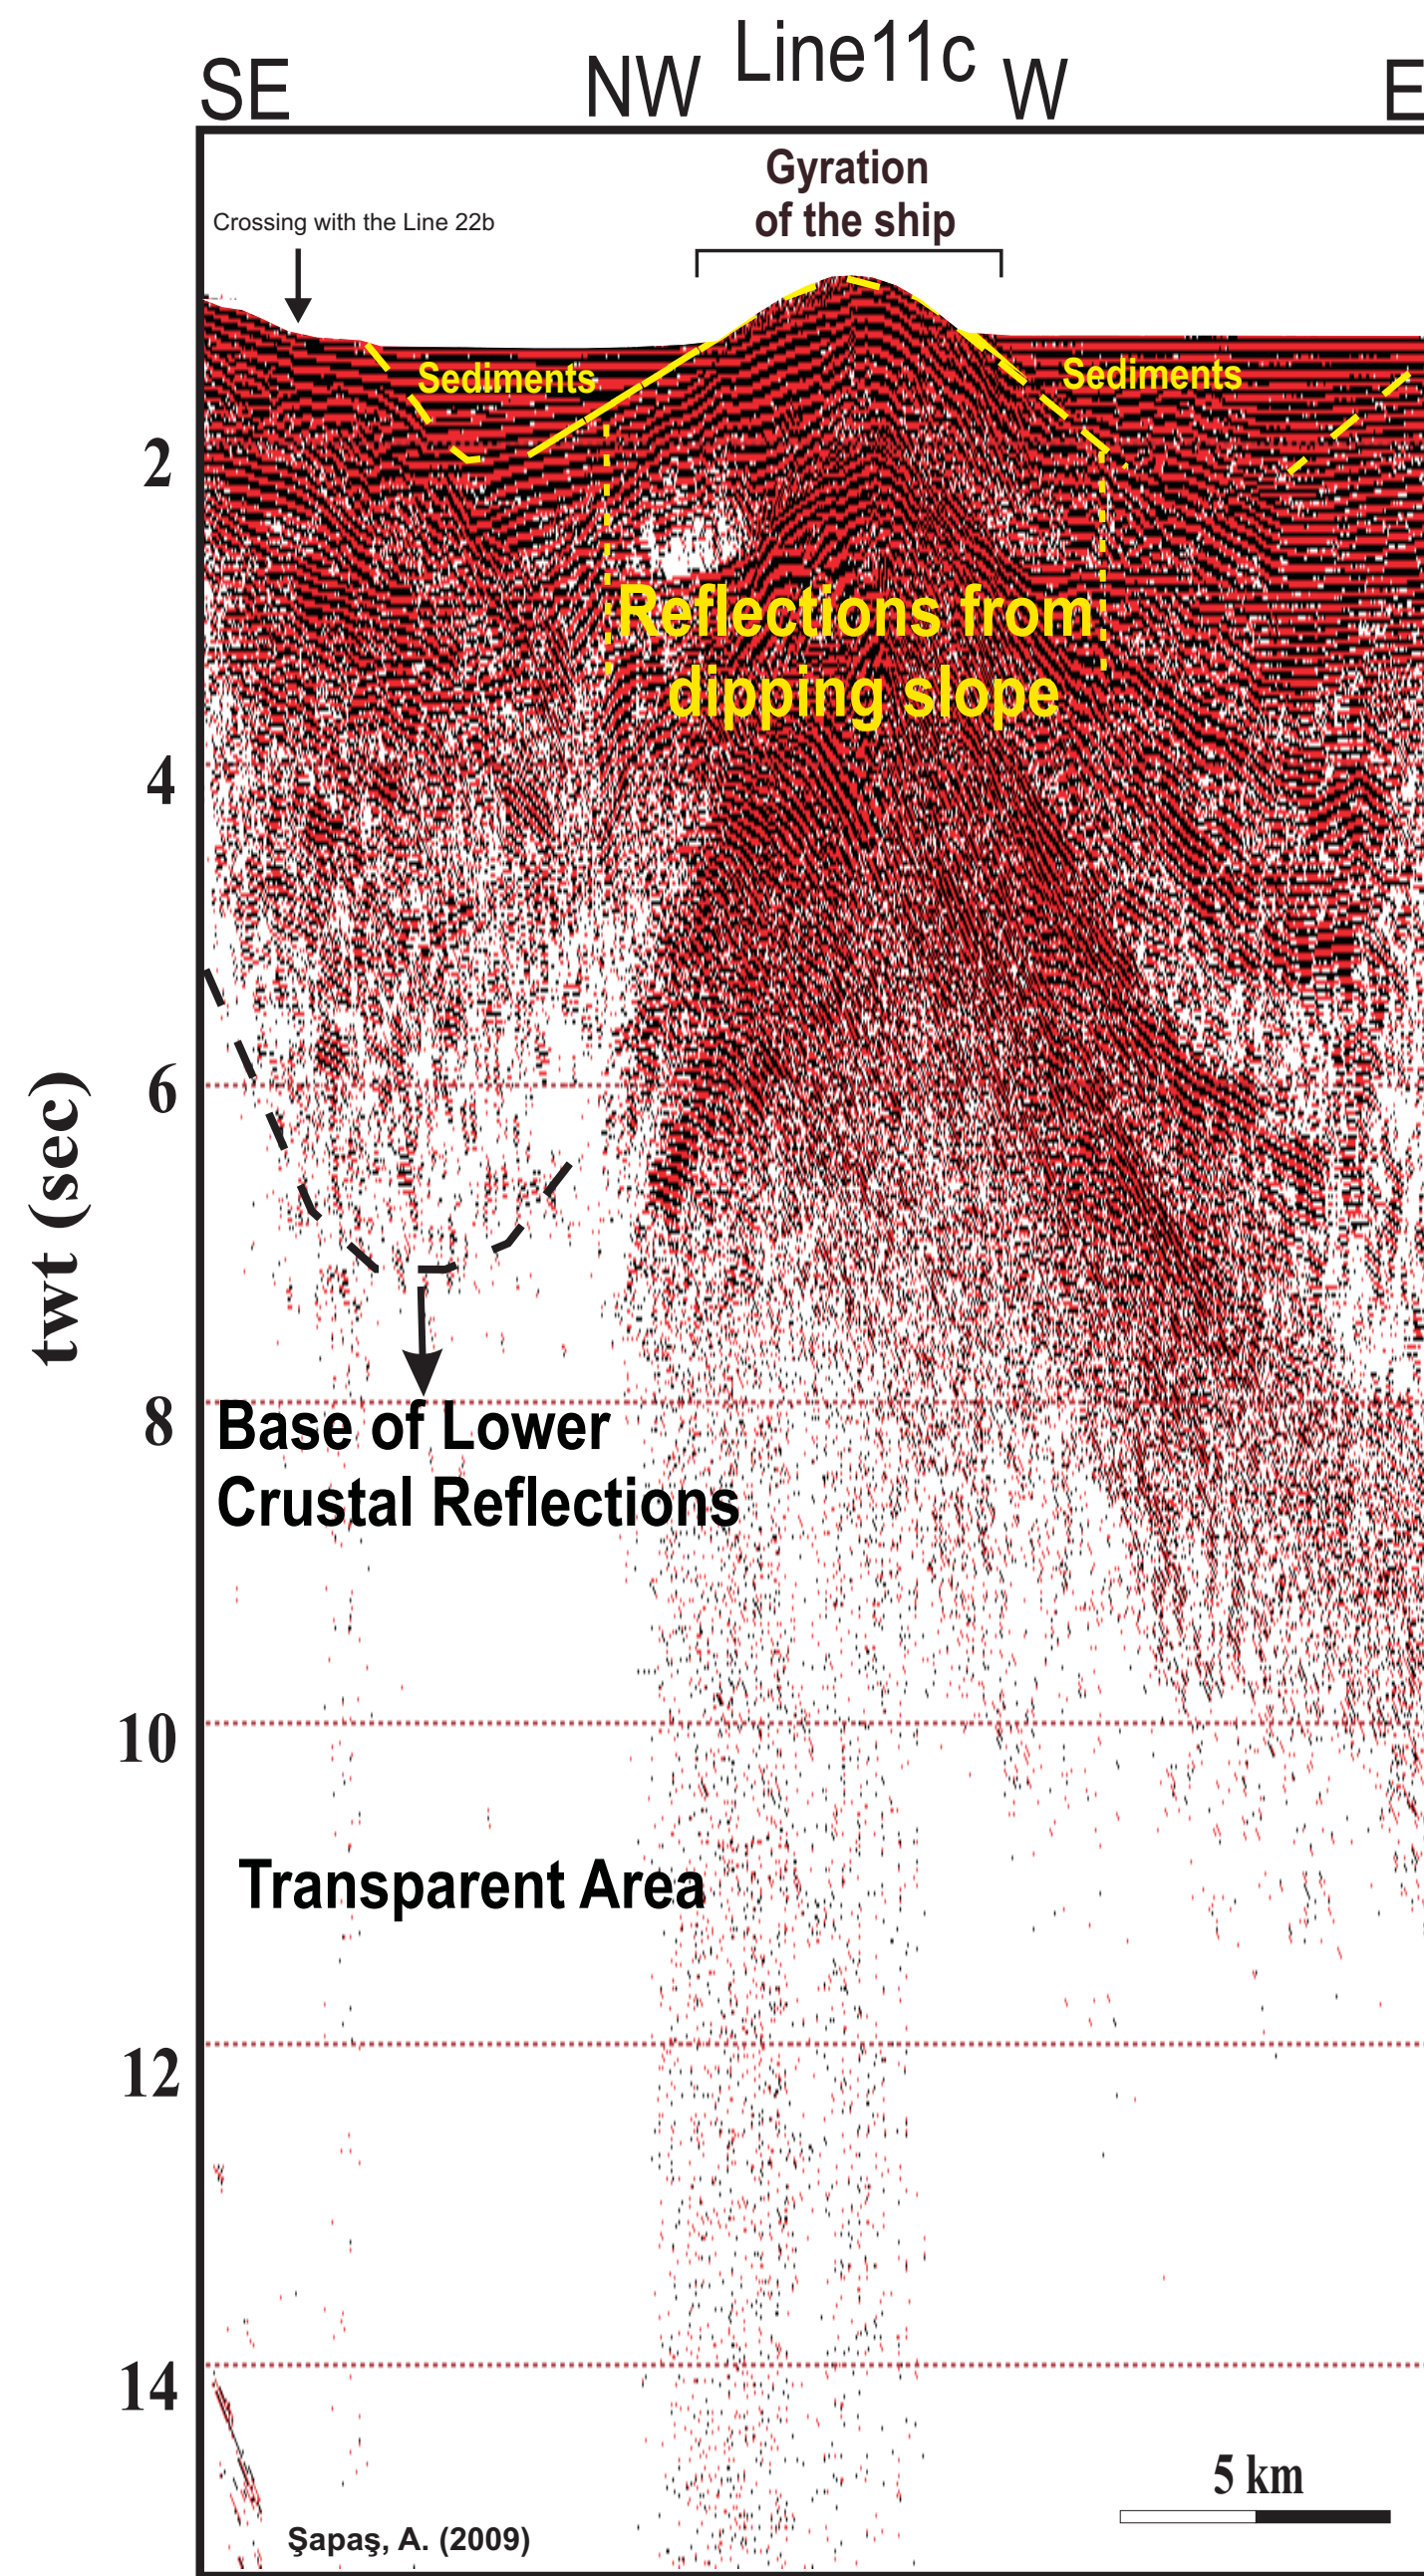 Line11c
SE NW W E
Gyration
of the ship
Crossing with the Line 22b
Sediments
Sediments
2
Reflections from
dipping slope
4
6
twt (sec)
8
Base of Lower
Crustal Reflections
10
Transparent Area
12
14
5 km
Şapaş, A. (2009)